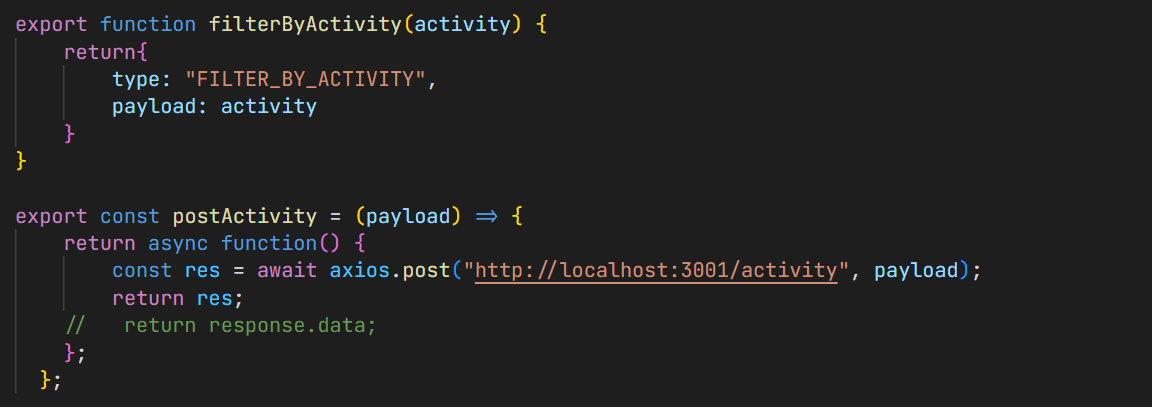 export function filterByActivity(activity) {
    return{
        type: "FILTER_BY_ACTIVITY",
        payload: activity
    }
}

export const postActivity = (payload) => {
    return async function() {
        const res = await axios.post("http://localhost:3001/activity", payload);
        return res;
    //   return response.data;
    };
  };